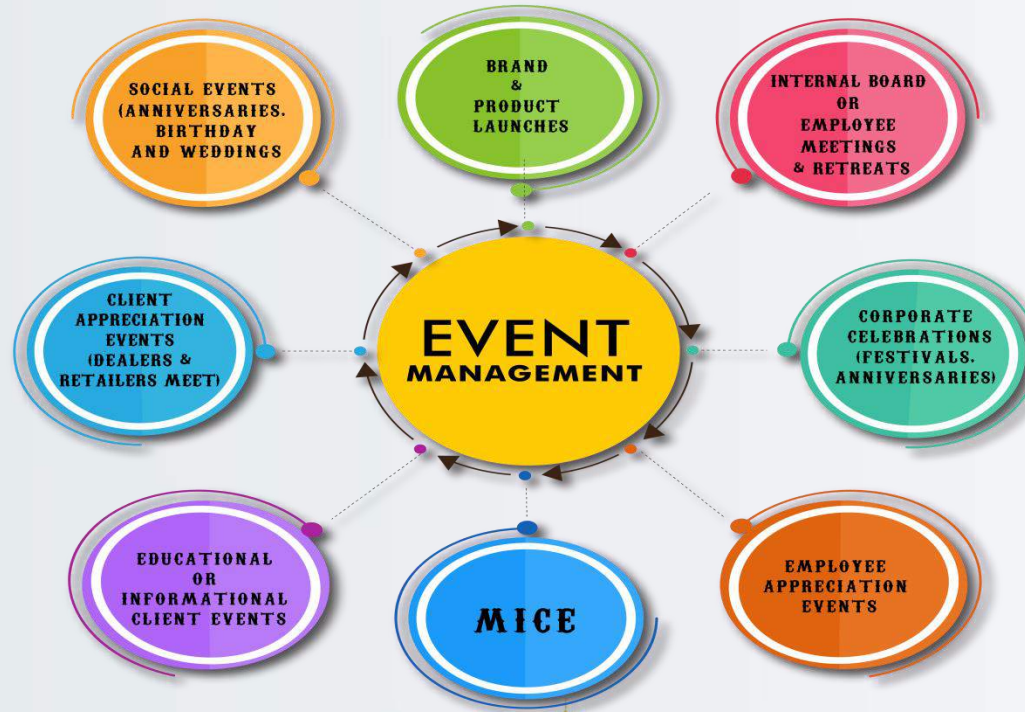 SOCIAL EVENTS
(ANNIVERSARIES.
BIRTHDAY
AND WEDDINGS
BRAND
&
PRODUCT
LAUNCHES
INTERNAL BOARD
OR
EMPLOYEE
MEETINGS
& RETREATS
CLIENT
APPRECIATION
EVENTS
(DEALERS &
RETAILERS MEET)
EVENT
MANAGEMENT
CORPORATE
CELEBRATIONS
(FESTIVALS.
ANNIVERSARIES)
EDUCATIONAL
OR
INFORMATIONAL
CLIENT EVENTS
MICE
EMPLOYEE
APPRECIATION
EVENTS